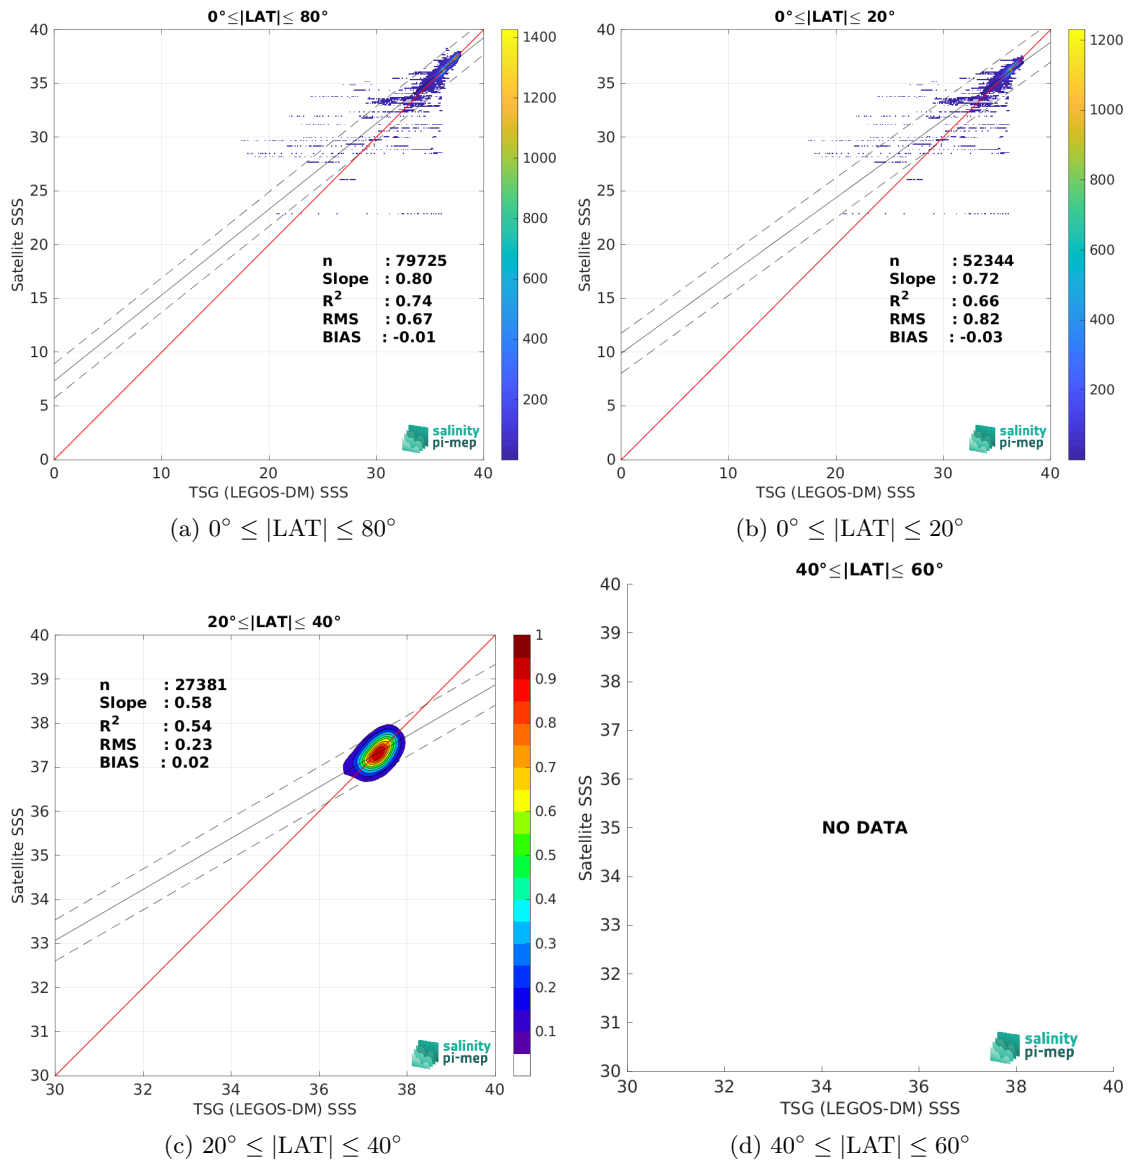 0°≤|LAT|≤ 80°
40
35
30
25
20
15
10
5
0
0
10
20
30
40
Satellite SSS
TSG (LEGOS-DM) SSS
n : 79725
Slope : 0.80
R² : 0.74
RMS : 0.67
BIAS : -0.01
salinity
pi-mep
1400
1200
1000
800
600
400
200
(a) 0° ≤ |LAT| ≤ 80°
0°≤|LAT|≤ 20°
40
35
30
25
20
15
10
5
0
0
10
20
30
40
Satellite SSS
TSG (LEGOS-DM) SSS
n : 52344
Slope : 0.72
R² : 0.66
RMS : 0.82
BIAS : -0.03
salinity
pi-mep
1200
1000
800
600
400
200
(b) 0° ≤ |LAT| ≤ 20°
20°≤|LAT|≤ 40°
40
39
38
37
36
35
34
33
32
31
30
30
32
34
36
38
40
Satellite SSS
TSG (LEGOS-DM) SSS
n : 27381
Slope : 0.58
R² : 0.54
RMS : 0.23
BIAS : 0.02
salinity
pi-mep
1
0.9
0.8
0.7
0.6
0.5
0.4
0.3
0.2
0.1
(c) 20° ≤ |LAT| ≤ 40°
40°≤|LAT|≤ 60°
40
39
38
37
36
35
34
33
32
31
30
30
32
34
36
38
40
Satellite SSS
TSG (LEGOS-DM) SSS
NO DATA
salinity
pi-mep
(d) 40° ≤ |LAT| ≤ 60°